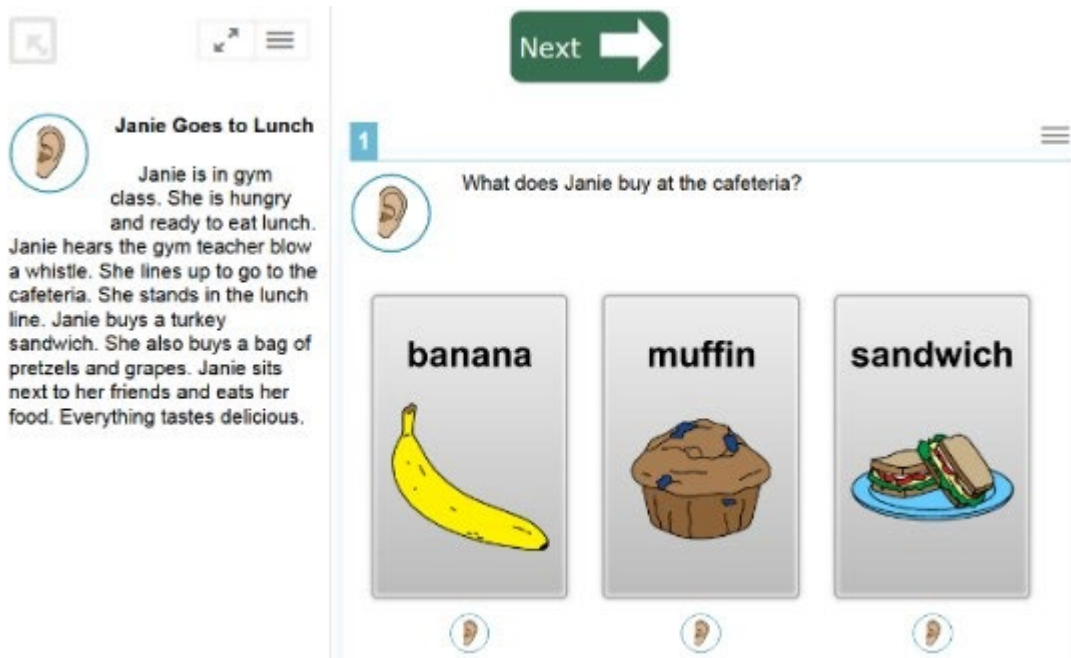 Next
Janie Goes to Lunch
Janie is in gym
class. She is hungry
and ready to eat lunch.
Janie hears the gym teacher blow
a whistle. She lines up to go to the
cafeteria. She stands in the lunch
line. Janie buys a turkey
sandwich. She also buys a bag of
pretzels and grapes. Janie sits
next to her friends and eats her
food. Everything tastes delicious.
1
What does Janie buy at the cafeteria?
banana
muffin
sandwich